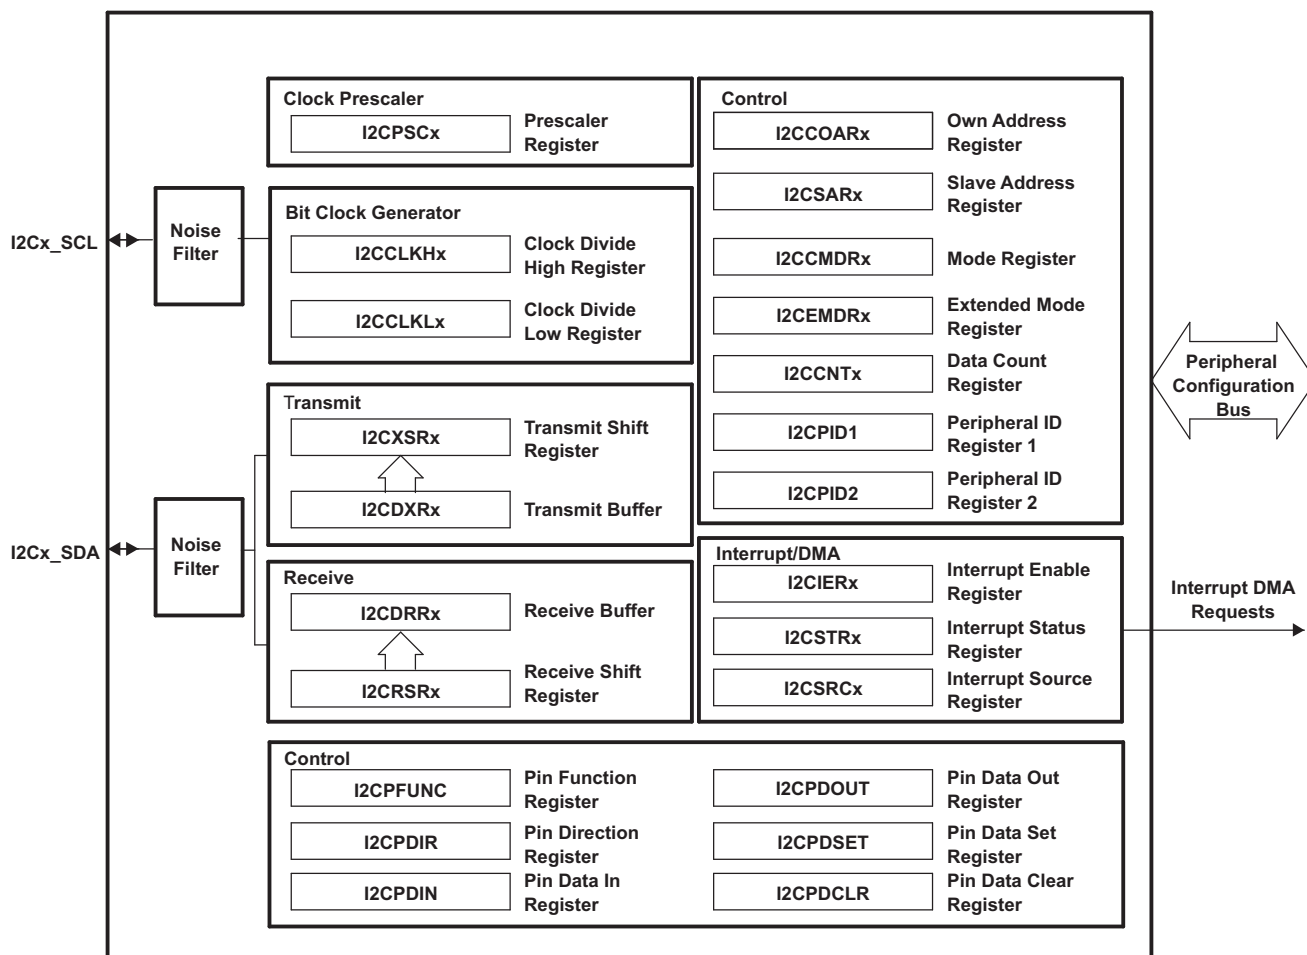 Clock Prescaler
I2CPSCx
Prescaler
Register
I2Cx_SCL
Noise
Filter
Bit Clock Generator
I2CCLKHx
Clock Divide
High Register
I2CCLKLx
Clock Divide
Low Register
Transmit
I2CXSRx
Transmit Shift
Register
I2CDXRx
Transmit Buffer
I2Cx_SDA
Noise
Filter
Receive
I2CDRRx
Receive Buffer
I2CRSRx
Receive Shift
Register
Control
I2CCOARx
Own Address
Register
I2CSARx
Slave Address
Register
I2CCMDRx
Mode Register
I2CEMDRx
Extended Mode
Register
I2CCNTx
Data Count
Register
I2CPID1
Peripheral ID
Register 1
I2CPID2
Peripheral ID
Register 2
Peripheral
Configuration
Bus
Interrupt/DMA
I2CIERx
Interrupt Enable
Register
I2CSTRx
Interrupt Status
Register
I2CSRCx
Interrupt Source
Register
Interrupt DMA
Requests
Control
I2CPFUNC
Pin Function
Register
I2CPDIR
Pin Direction
Register
I2CPDIN
Pin Data In
Register
I2CPDOUT
Pin Data Out
Register
I2CPDSET
Pin Data Set
Register
I2CPDCLR
Pin Data Clear
Register